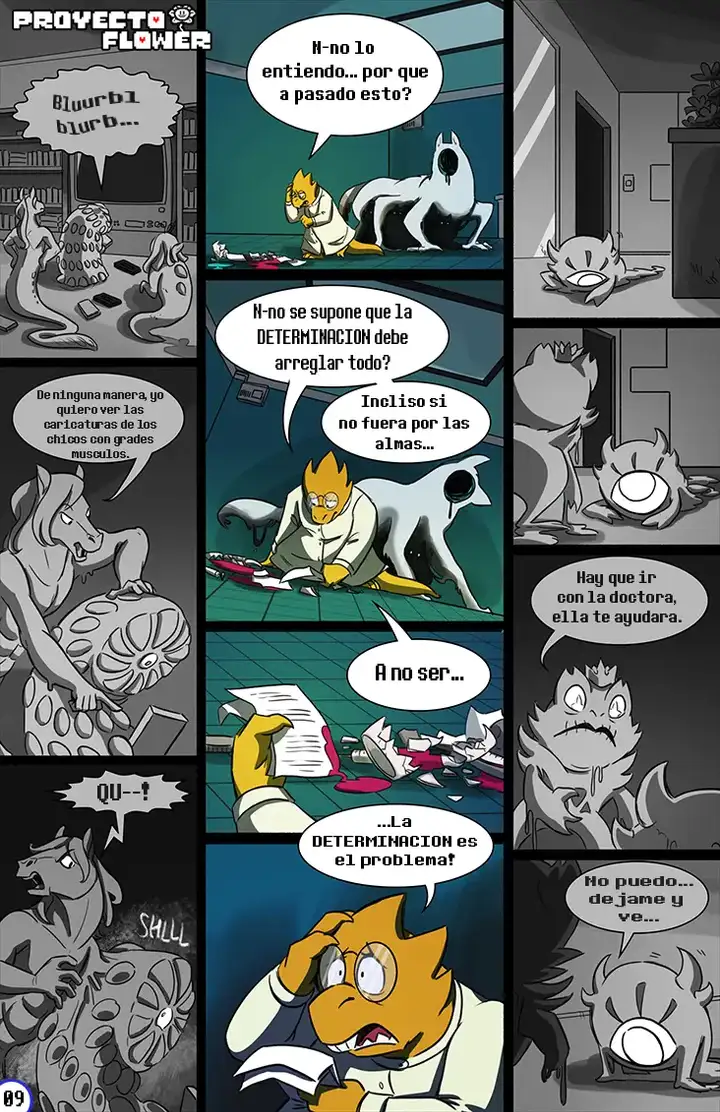 PROYECTO
FLOWER
Bluurbl
blurb...
De ninguna manera, yo
quiero ver las
caricaturas de los
chicos con grades
musculos.
QU--!
SHLLL
09
N-no lo
entiendo... por que
a pasado esto?
N-no se supone que la
DETERMINACION debe
arreglar todo?
Incliso si
no fuera por las
almas...
A no ser...
...La
DETERMINACION es
el problema!
Hay que ir
con la doctora,
ella te ayudara.
No puedo...
dejame y
ve...